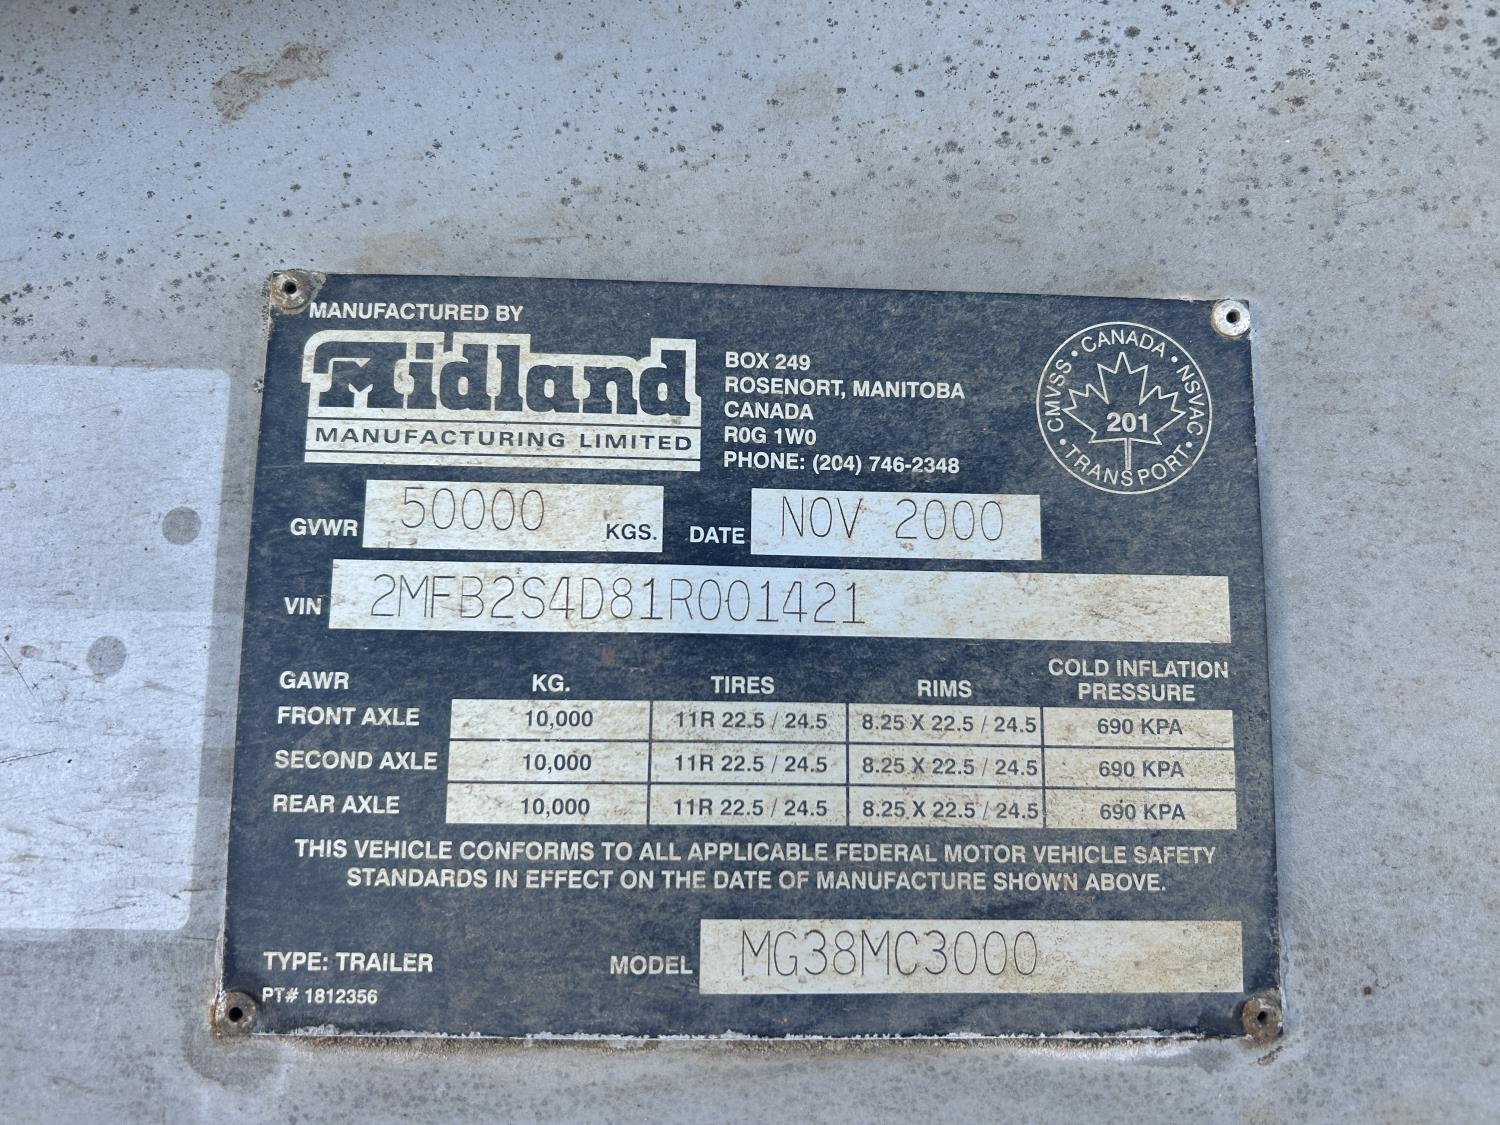 MANUFACTURED BY
Midland
MANUFACTURING LIMITED
BOX 249
ROSENORT, MANITOBA
CANADA
R0G 1W0
PHONE: (204) 746-2348
CMVSS • CANADA • NSVAC • TRANSPORT •
201
GVWR 50000 KGS. DATE NOV 2000
VIN 2MFB2S4D81R001421
GAWR KG. TIRES RIMS COLD INFLATION PRESSURE
FRONT AXLE 10,000 11R 22.5 / 24.5 8.25 X 22.5 / 24.5 690 KPA
SECOND AXLE 10,000 11R 22.5 / 24.5 8.25 X 22.5 / 24.5 690 KPA
REAR AXLE 10,000 11R 22.5 / 24.5 8.25 X 22.5 / 24.5 690 KPA
THIS VEHICLE CONFORMS TO ALL APPLICABLE FEDERAL MOTOR VEHICLE SAFETY
STANDARDS IN EFFECT ON THE DATE OF MANUFACTURE SHOWN ABOVE.
TYPE: TRAILER MODEL MG38MC3000
PT# 1812356